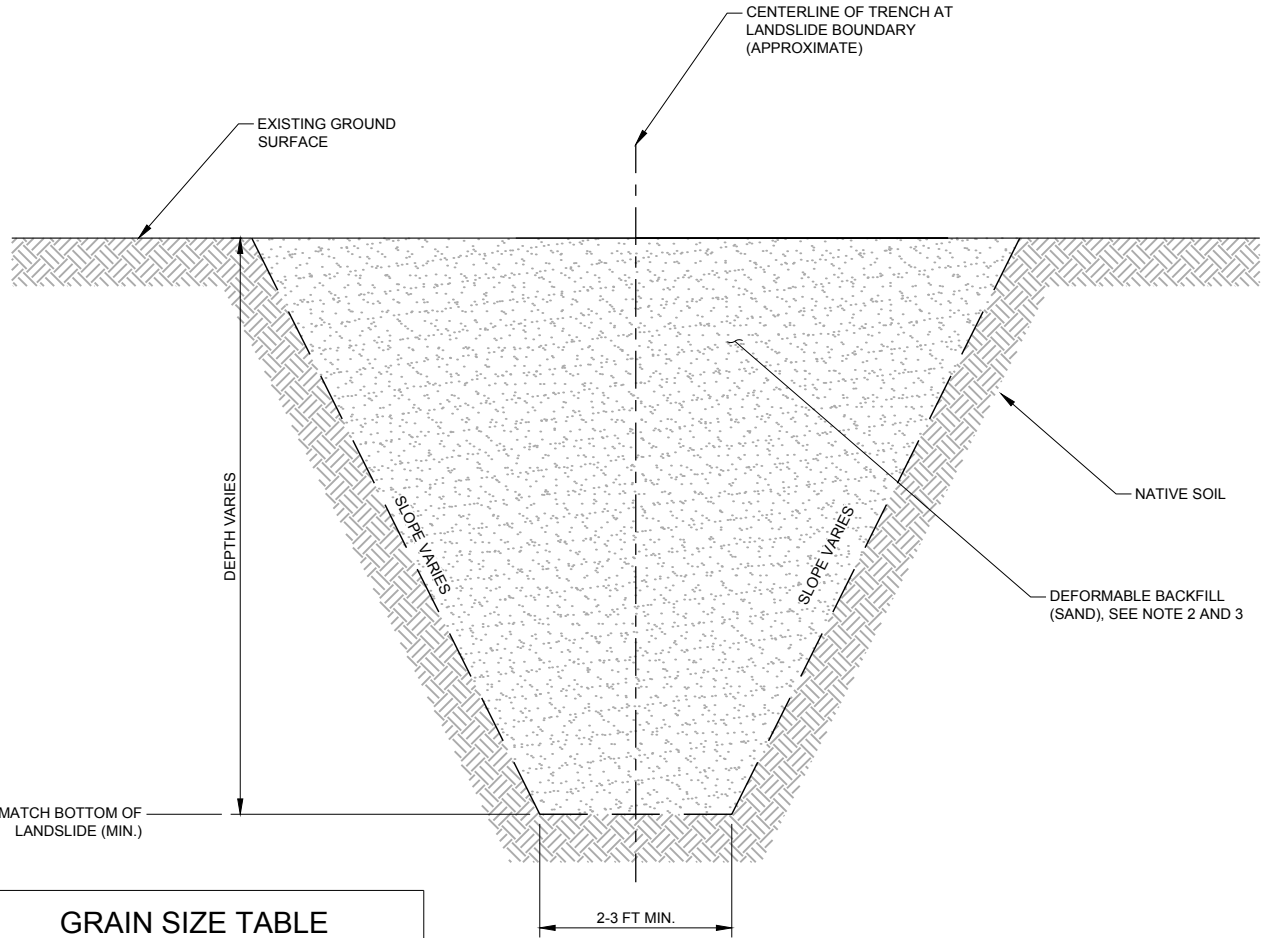 CENTERLINE OF TRENCH AT
LANDSLIDE BOUNDARY
(APPROXIMATE)
EXISTING GROUND
SURFACE
DEPTH VARIES
SLOPE VARIES
SLOPE VARIES
NATIVE SOIL
DEFORMABLE BACKFILL
(SAND), SEE NOTE 2 AND 3
MATCH BOTTOM OF
LANDSLIDE (MIN.)
2-3 FT MIN.
GRAIN SIZE TABLE